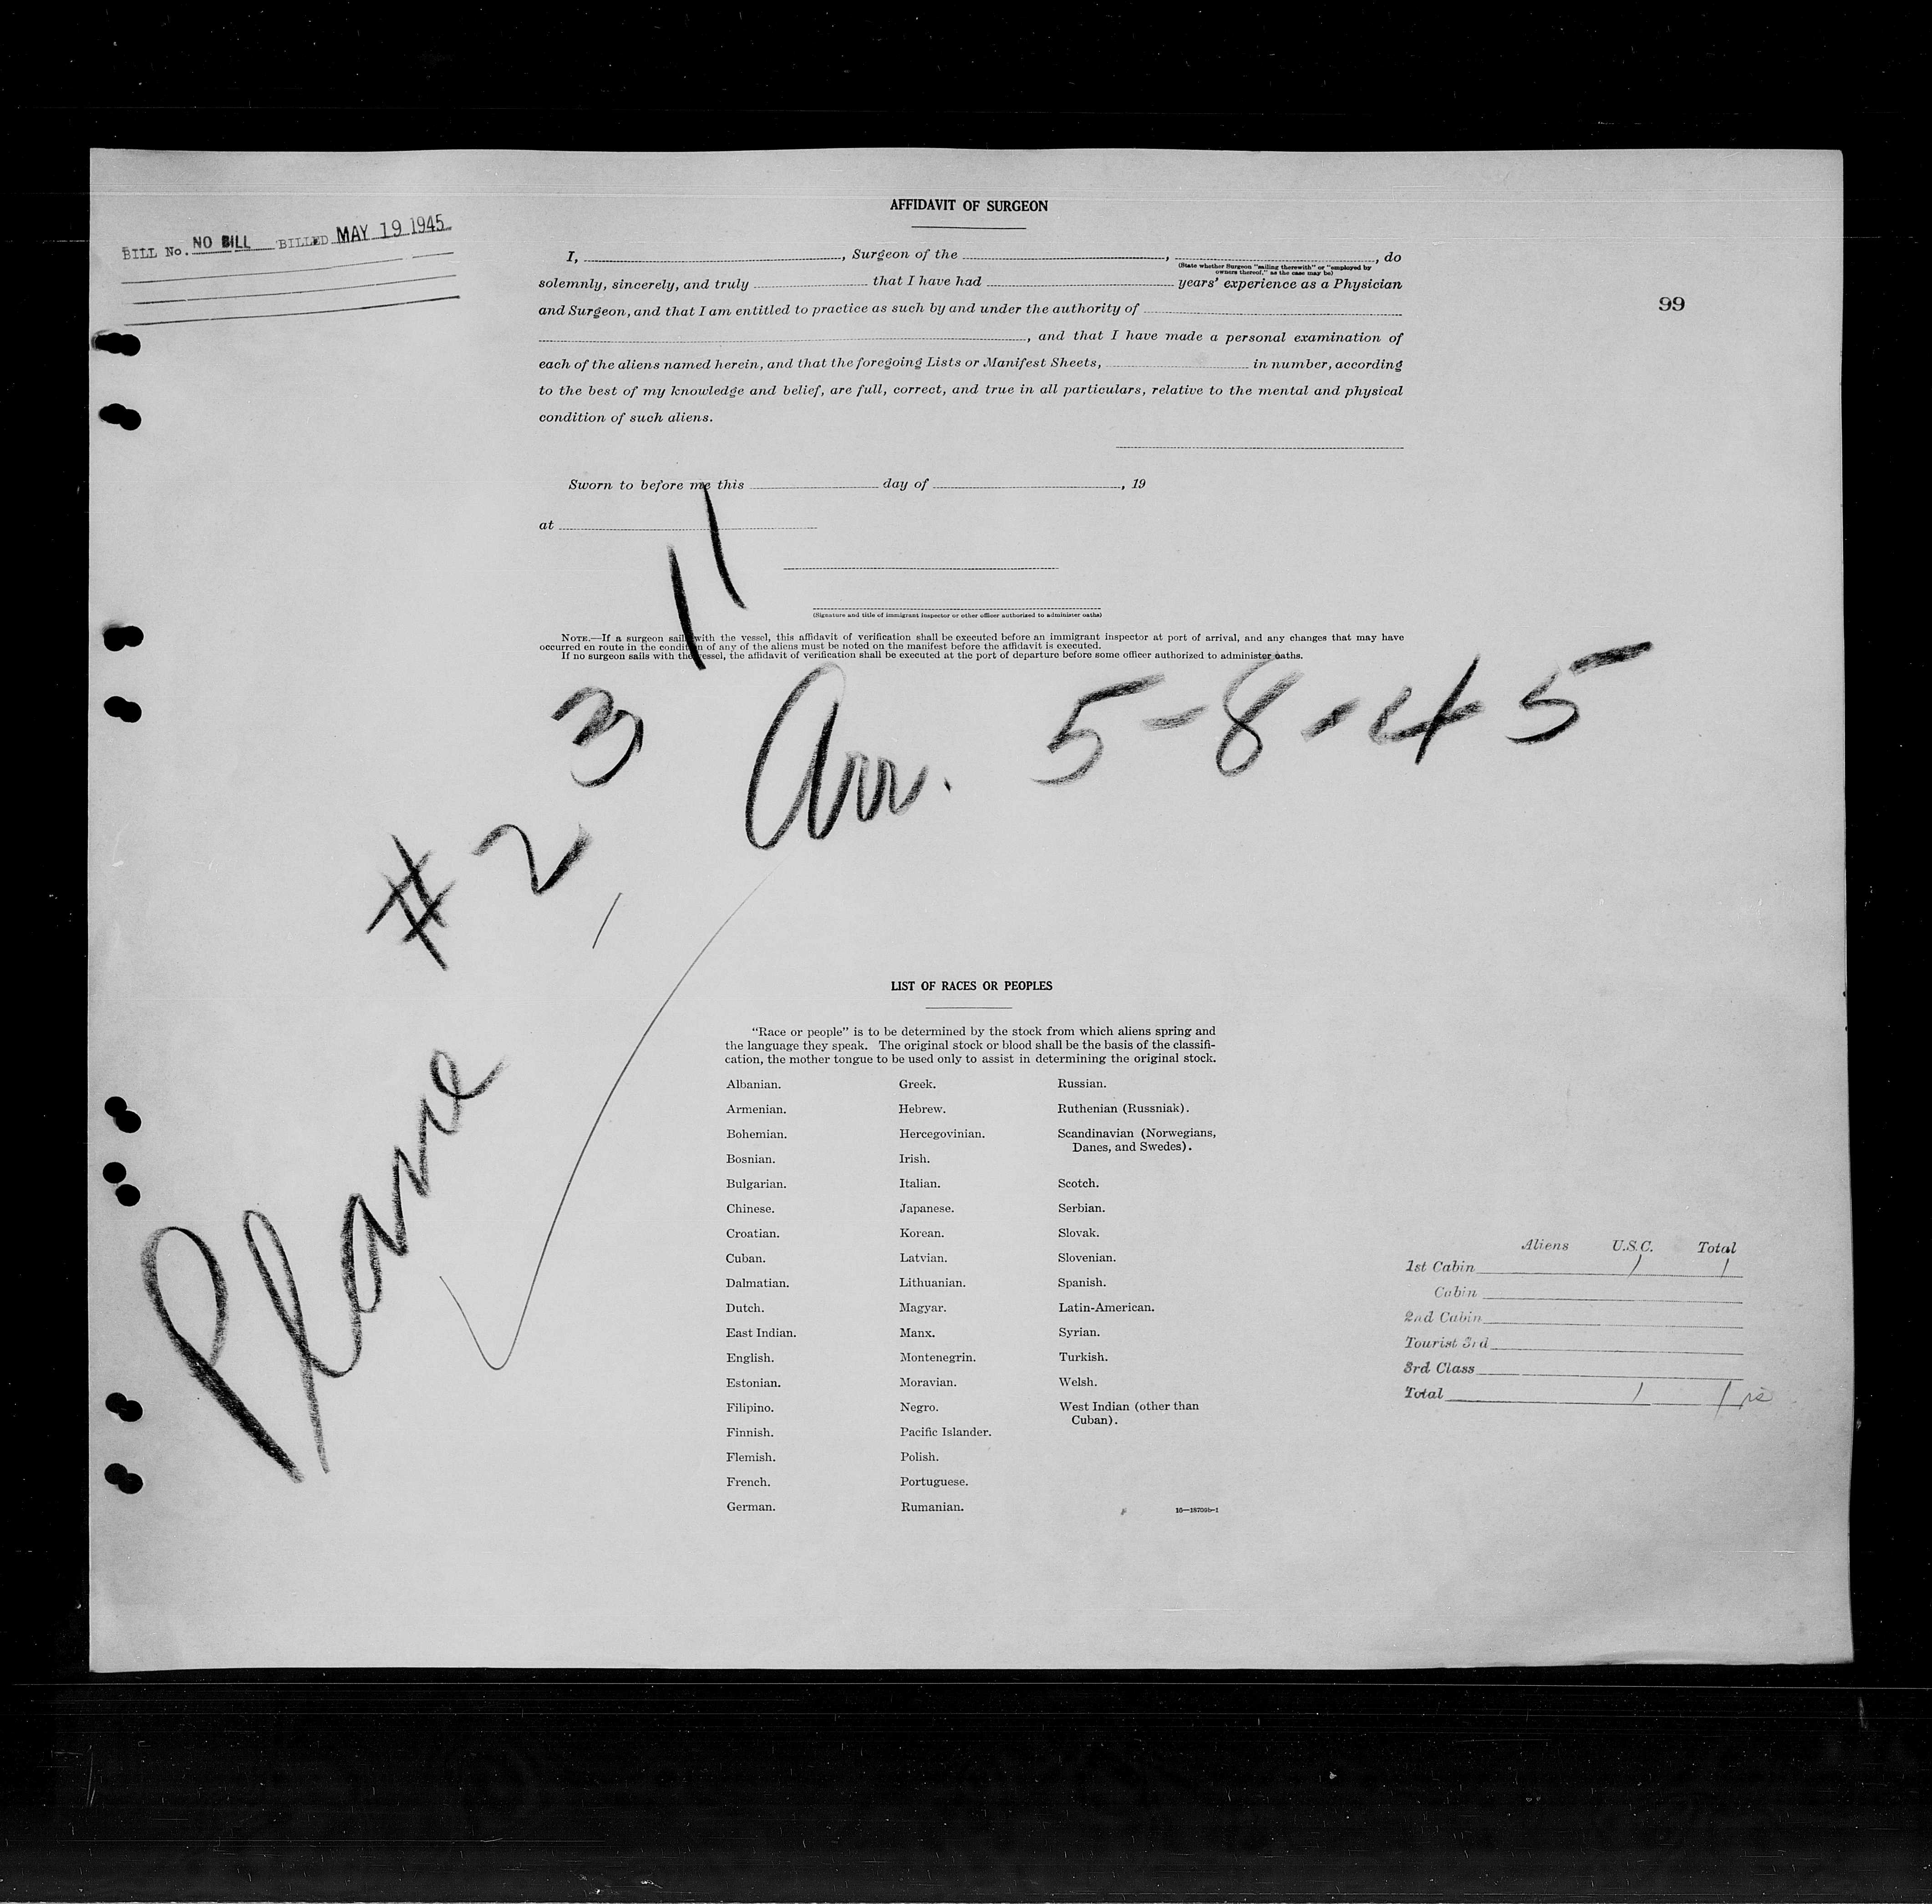 BILL No. NO BILL BILLED MAY 19 1945
AFFIDAVIT OF SURGEON
I, , Surgeon of the , , do
(State whether Surgeon "sailing therewith" or "employed by
owners thereof," as the case may be)
solemnly, sincerely, and truly that I have had years' experience as a Physician
99
and Surgeon, and that I am entitled to practice as such by and under the authority of
, and that I have made a personal examination of
each of the aliens named herein, and that the foregoing Lists or Manifest Sheets, in number, according
to the best of my knowledge and belief, are full, correct, and true in all particulars, relative to the mental and physical
condition of such aliens.
Sworn to before me this day of , 19
at
(Signature and title of immigrant inspector or other officer authorized to administer oaths)
NOTE.—If a surgeon sails with the vessel, this affidavit of verification shall be executed before an immigrant inspector at port of arrival, and any changes that may have
occurred en route in the condition of any of the aliens must be noted on the manifest before the affidavit is executed.
If no surgeon sails with the vessel, the affidavit of verification shall be executed at the port of departure before some officer authorized to administer oaths.
Plane #2311
Arr. 5-8-45
LIST OF RACES OR PEOPLES
"Race or people" is to be determined by the stock from which aliens spring and
the language they speak. The original stock or blood shall be the basis of the classifi-
cation, the mother tongue to be used only to assist in determining the original stock.
Albanian. Greek. Russian.
Armenian. Hebrew. Ruthenian (Russniak).
Bohemian. Hercegovinian. Scandinavian (Norwegians,
Danes, and Swedes).
Bosnian. Irish.
Bulgarian. Italian. Scotch.
Chinese. Japanese. Serbian.
Croatian. Korean. Slovak.
Cuban. Latvian. Slovenian.
Dalmatian. Lithuanian. Spanish.
Dutch. Magyar. Latin-American.
East Indian. Manx. Syrian.
English. Montenegrin. Turkish.
Estonian. Moravian. Welsh.
Filipino. Negro. West Indian (other than
Cuban).
Finnish. Pacific Islander.
Flemish. Polish.
French. Portuguese.
German. Rumanian.
16—18708b-1
Aliens U.S.C. Total
1st Cabin 1 1
Cabin
2nd Cabin
Tourist 3rd
3rd Class
Total 1 1